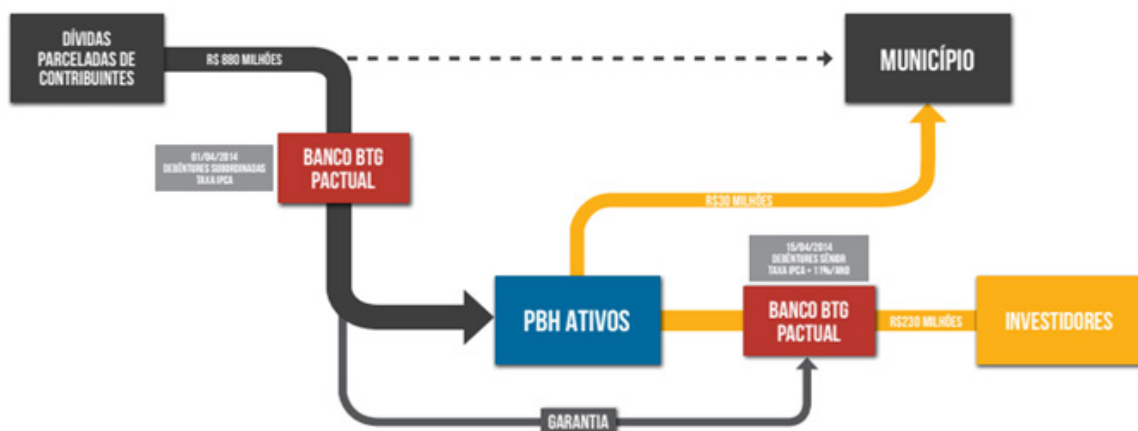 DÍVIDAS
PARCELADAS DE
CONTRIBUINTES
R$ 880 MILHÕES
MUNICÍPIO
01/04/2014
DEBÊNTURES SUBORDINADAS
TAXA IPCA
BANCO BTG
PACTUAL
R$30 MILHÕES
15/04/2014
DEBÊNTURES SÊNIOR
TAXA IPCA + 11%/ANO
PBH ATIVOS
BANCO BTG
PACTUAL
R$230 MILHÕES
INVESTIDORES
GARANTIA